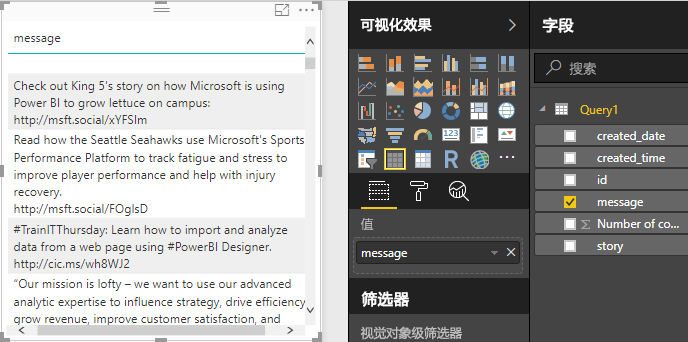 message
Check out King 5's story on how Microsoft is using
Power BI to grow lettuce on campus:
http://msft.social/xYFSIm
Read how the Seattle Seahawks use Microsoft's Sports
Performance Platform to track fatigue and stress to
improve player performance and help with injury
recovery.
http://msft.social/FOgIsD
#TrainITThursday: Learn how to import and analyze
data from a web page using #PowerBI Designer.
http://cic.ms/wh8WJ2
“Our mission is lofty – we want to use our advanced
analytic expertise to influence strategy, drive efficiency
grow revenue, improve customer satisfaction, and
可视化效果
123
R
值
message
筛选器
视觉对象级筛选器
字段
搜索
Query1
created_date
created_time
id
message
Σ Number of co...
story